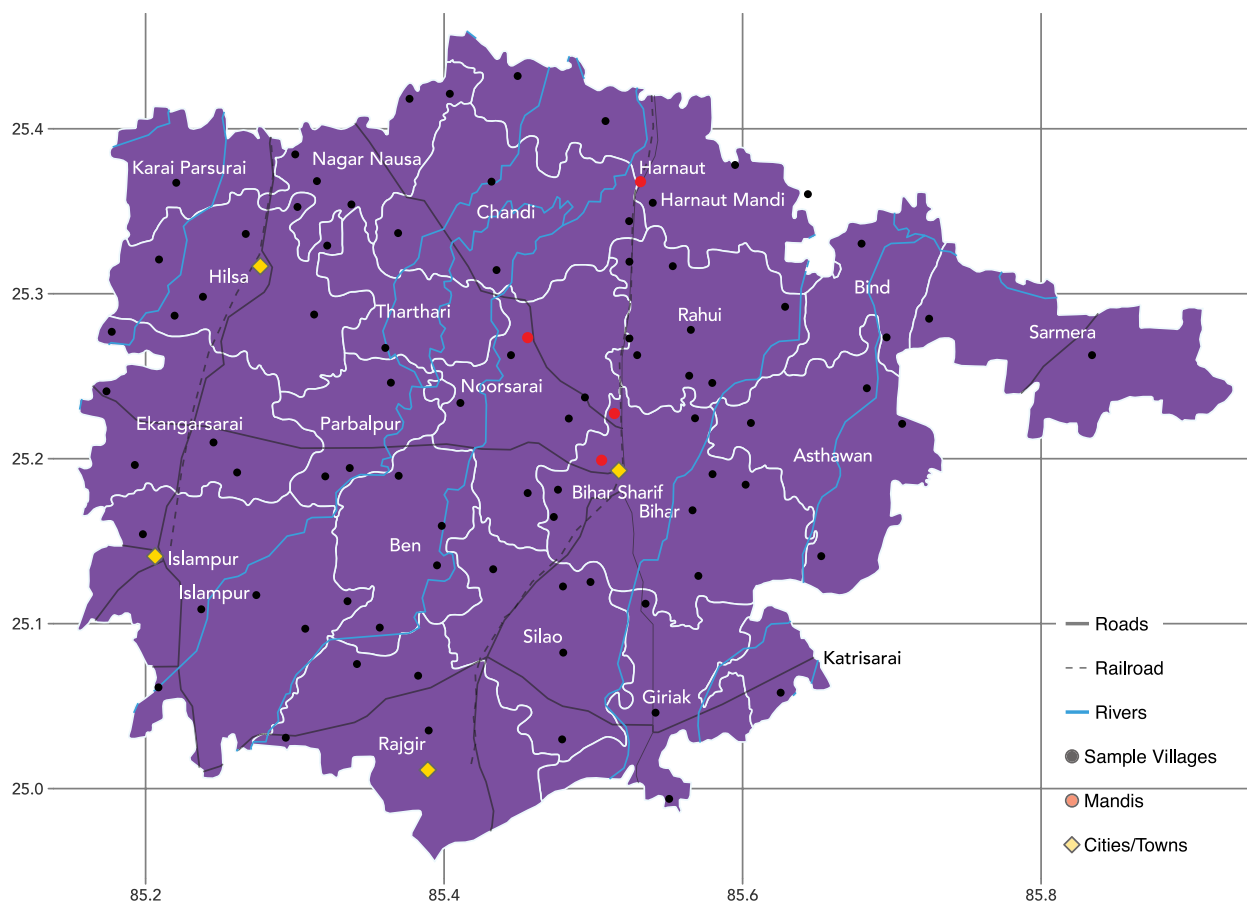 25.4
Karai Parsurai
Nagar Nausa
Harnaut
Harnaut Mandi
Chandi
25.3
Hilsa
Bind
Tharthari
Rahui
Sarmera
Noorsarai
Ekangarsarai
Parbalpur
25.2
Asthawan
Bihar Sharif
Bihar
Ben
Islampur
Islampur
25.1
Roads
Silao
Katrisarai
Railroad
Giriak
Rivers
Rajgir
Sample Villages
25.0
Mandis
Cities/Towns
85.2 85.4 85.6 85.8